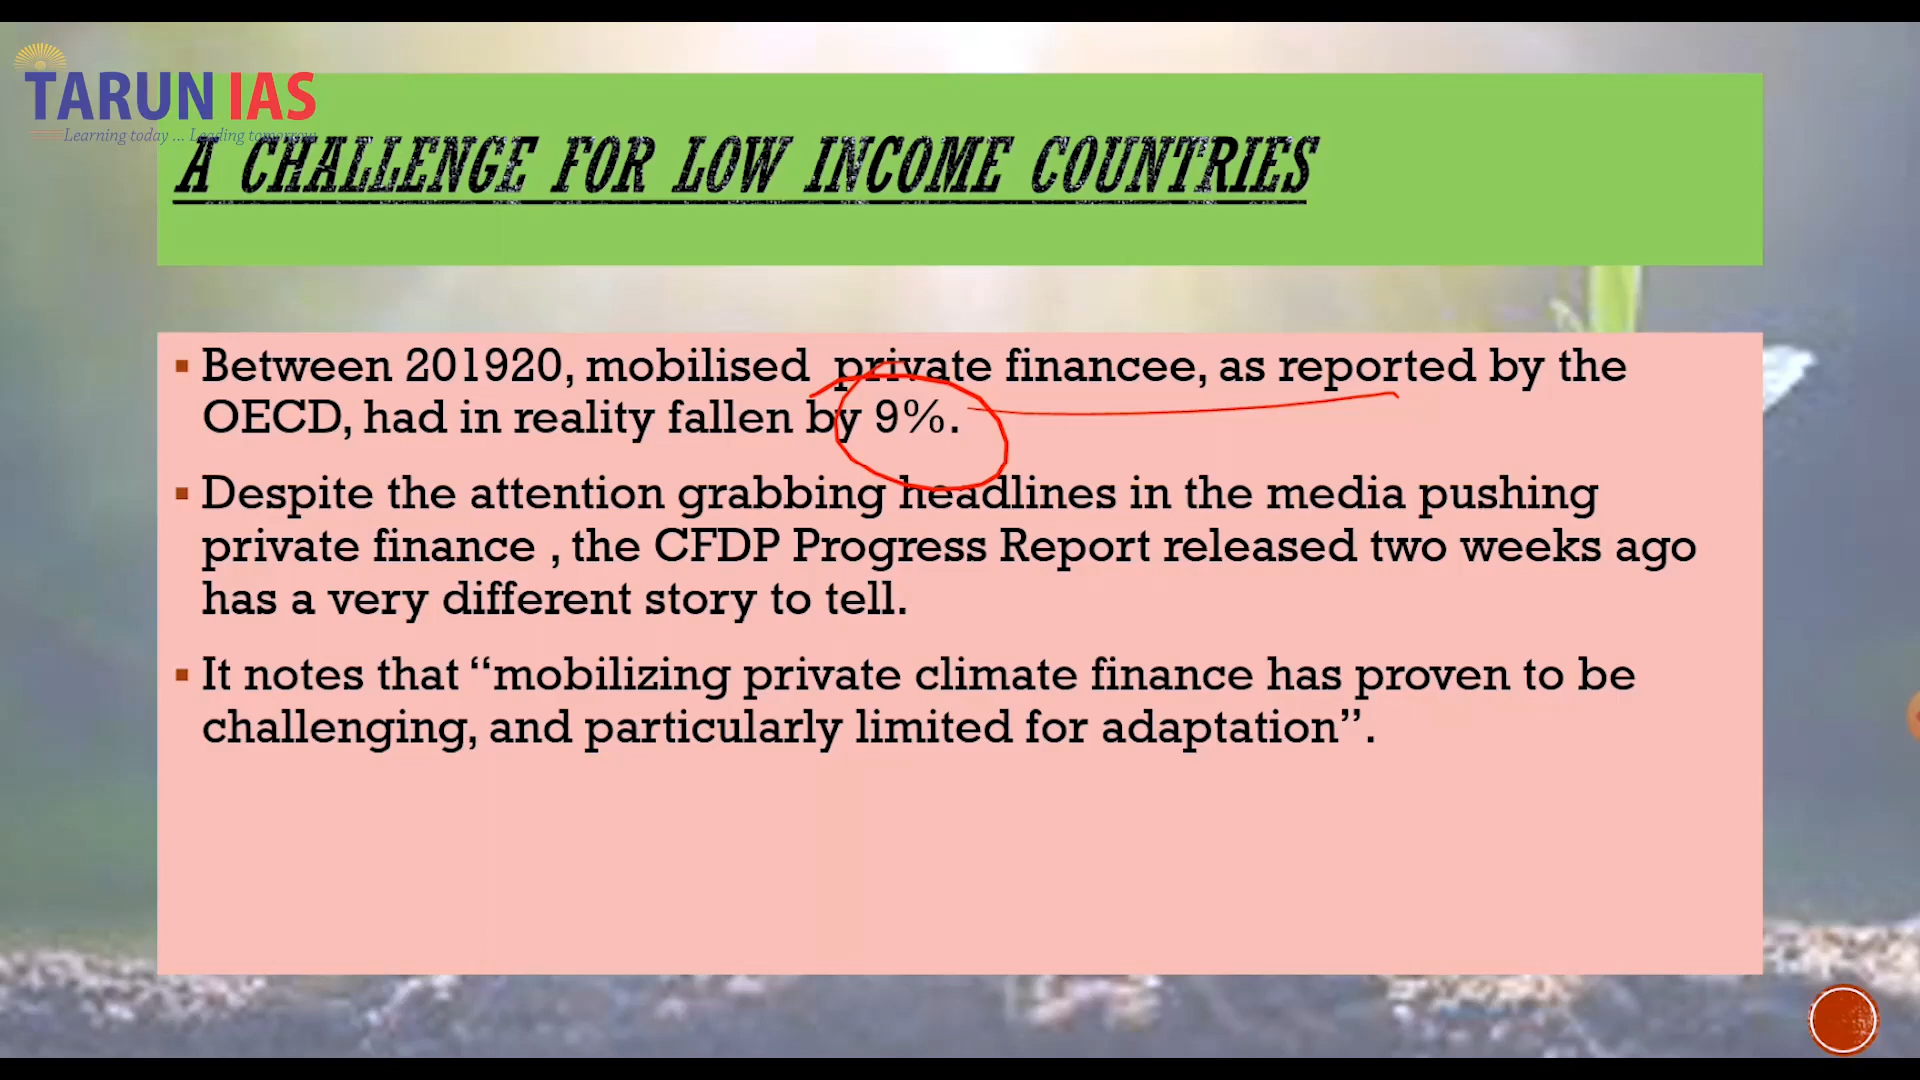 TARUN IAS
Learning today ... Leading tomorrow
A CHALLENGE FOR LOW INCOME COUNTRIES
▪ Between 201920, mobilised private financee, as reported by the
OECD, had in reality fallen by 9%.
▪ Despite the attention grabbing headlines in the media pushing
private finance , the CFDP Progress Report released two weeks ago
has a very different story to tell.
▪ It notes that “mobilizing private climate finance has proven to be
challenging, and particularly limited for adaptation”.